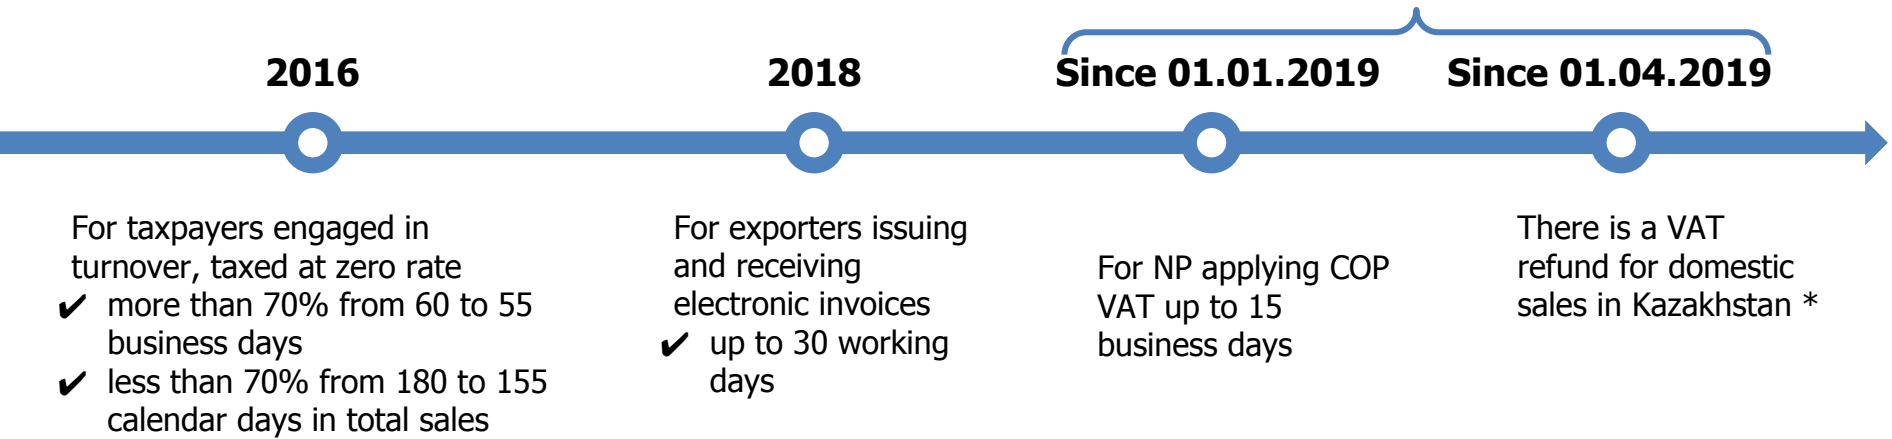 2016
For taxpayers engaged in
turnover, taxed at zero rate
✔ more than 70% from 60 to 55
business days
✔ less than 70% from 180 to 155
calendar days in total sales
2018
For exporters issuing
and receiving
electronic invoices
✔ up to 30 working
days
Since 01.01.2019
For NP applying COP
VAT up to 15
business days
Since 01.04.2019
There is a VAT
refund for domestic
sales in Kazakhstan *